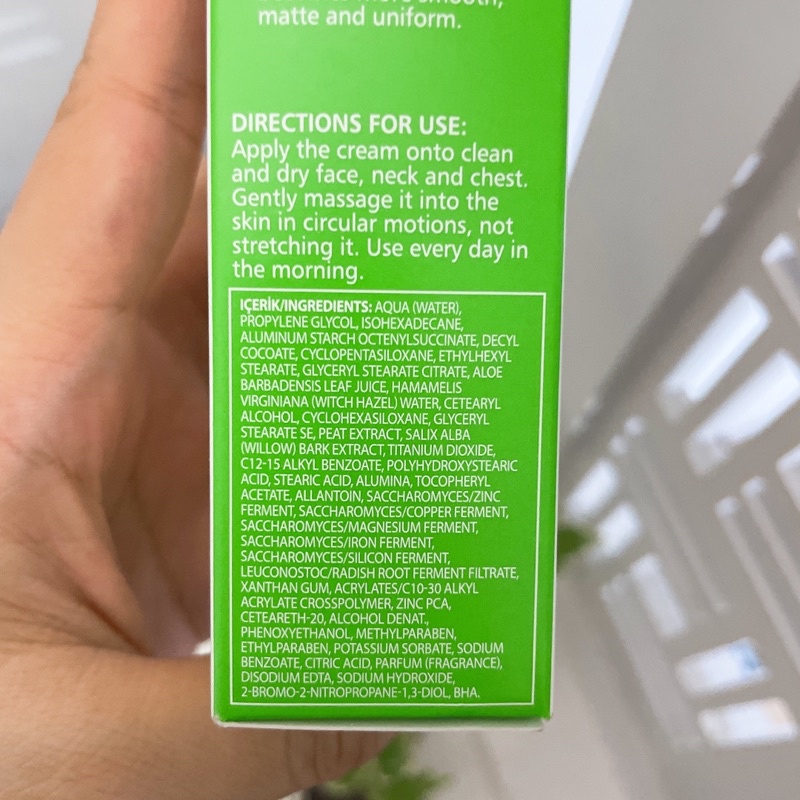 smooth,
matte and uniform.
DIRECTIONS FOR USE:
Apply the cream onto clean
and dry face, neck and chest.
Gently massage it into the
skin in circular motions, not
stretching it. Use every day in
the morning.
İÇERİK/INGREDIENTS: AQUA (WATER),
PROPYLENE GLYCOL, ISOHEXADECANE,
ALUMINUM STARCH OCTENYLSUCCINATE, DECYL
COCOATE, CYCLOPENTASILOXANE, ETHYLHEXYL
STEARATE, GLYCERYL STEARATE CITRATE, ALOE
BARBADENSIS LEAF JUICE, HAMAMELIS
VIRGINIANA (WITCH HAZEL) WATER, CETEARYL
ALCOHOL, CYCLOHEXASILOXANE, GLYCERYL
STEARATE SE, PEAT EXTRACT, SALIX ALBA
(WILLOW) BARK EXTRACT, TITANIUM DIOXIDE,
C12-15 ALKYL BENZOATE, POLYHYDROXYSTEARIC
ACID, STEARIC ACID, ALUMINA, TOCOPHERYL
ACETATE, ALLANTOIN, SACCHAROMYCES/ZINC
FERMENT, SACCHAROMYCES/COPPER FERMENT,
SACCHAROMYCES/MAGNESIUM FERMENT,
SACCHAROMYCES/IRON FERMENT,
SACCHAROMYCES/SILICON FERMENT,
LEUCONOSTOC/RADISH ROOT FERMENT FILTRATE,
XANTHAN GUM, ACRYLATES/C10-30 ALKYL
ACRYLATE CROSSPOLYMER, ZINC PCA,
CETEARETH-20, ALCOHOL DENAT.,
PHENOXYETHANOL, METHYLPARABEN,
ETHYLPARABEN, POTASSIUM SORBATE, SODIUM
BENZOATE, CITRIC ACID, PARFUM (FRAGRANCE),
DISODIUM EDTA, SODIUM HYDROXIDE,
2-BROMO-2-NITROPROPANE-1,3-DIOL, BHA.